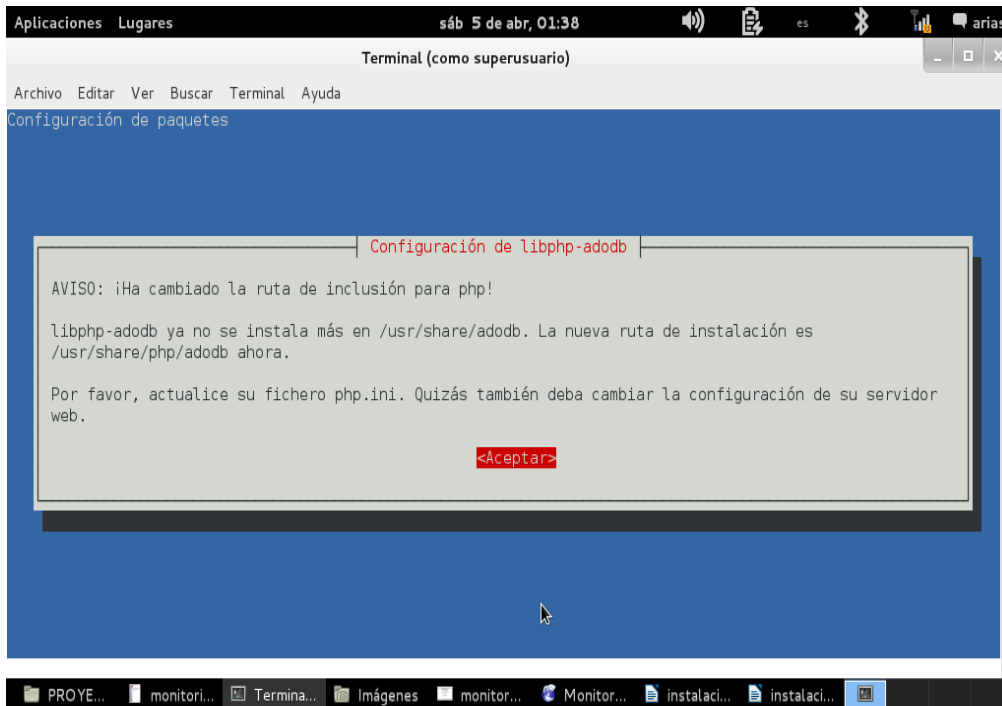 Aplicaciones Lugares sáb 5 de abr, 01:38 es arias
Terminal (como superusuario)
Archivo Editar Ver Buscar Terminal Ayuda
Configuración de paquetes
Configuración de libphp-adodb
AVISO: ¡Ha cambiado la ruta de inclusión para php!
libphp-adodb ya no se instala más en /usr/share/adodb. La nueva ruta de instalación es
/usr/share/php/adodb ahora.
Por favor, actualice su fichero php.ini. Quizás también deba cambiar la configuración de su servidor
web.
<Aceptar>
PROYE... monitori... Termina... Imágenes monitor... Monitor... instalaci... instalaci...